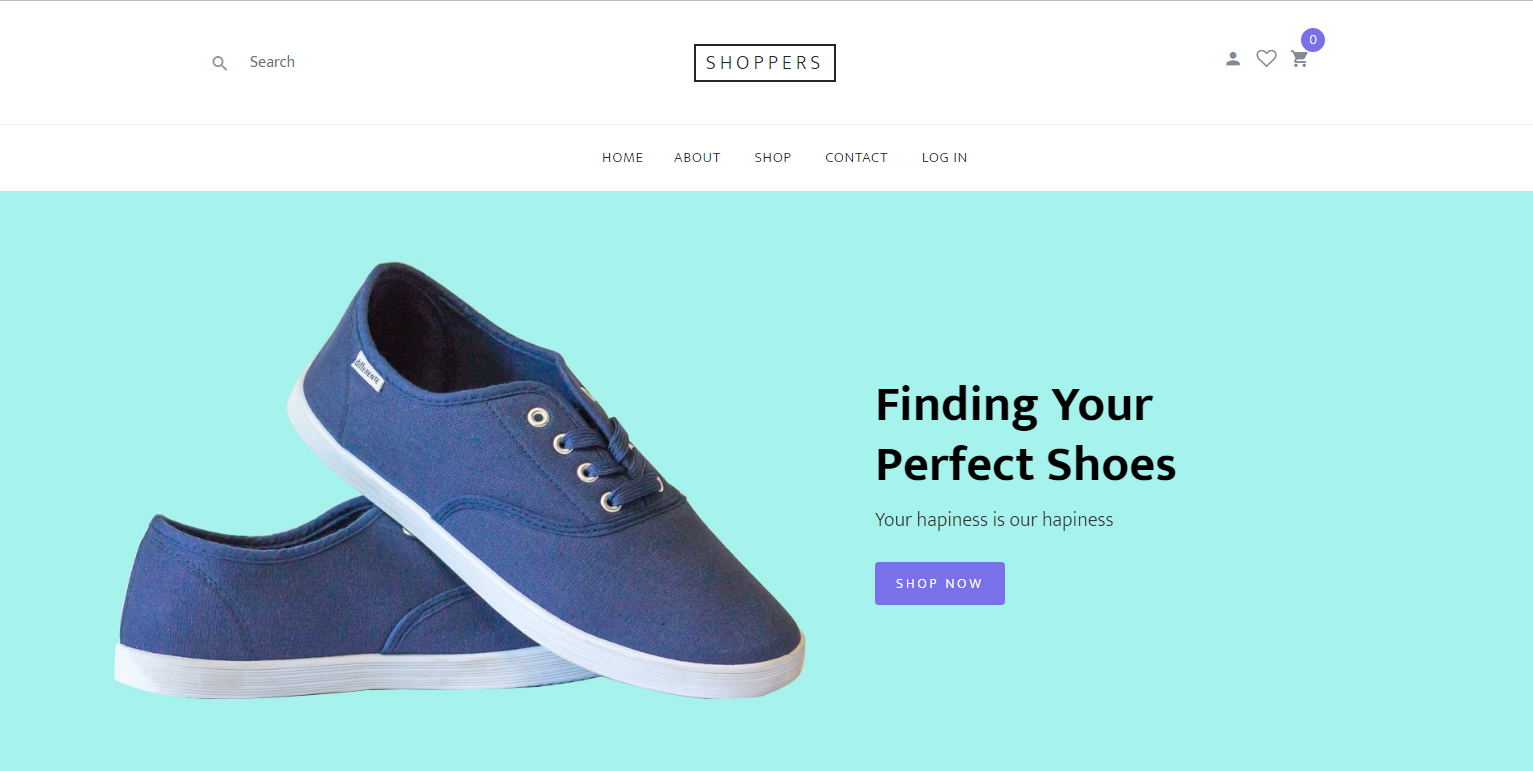 Search
SHOPPERS
0
HOME ABOUT SHOP CONTACT LOG IN
Finding Your
Perfect Shoes
Your hapiness is our hapiness
SHOP NOW